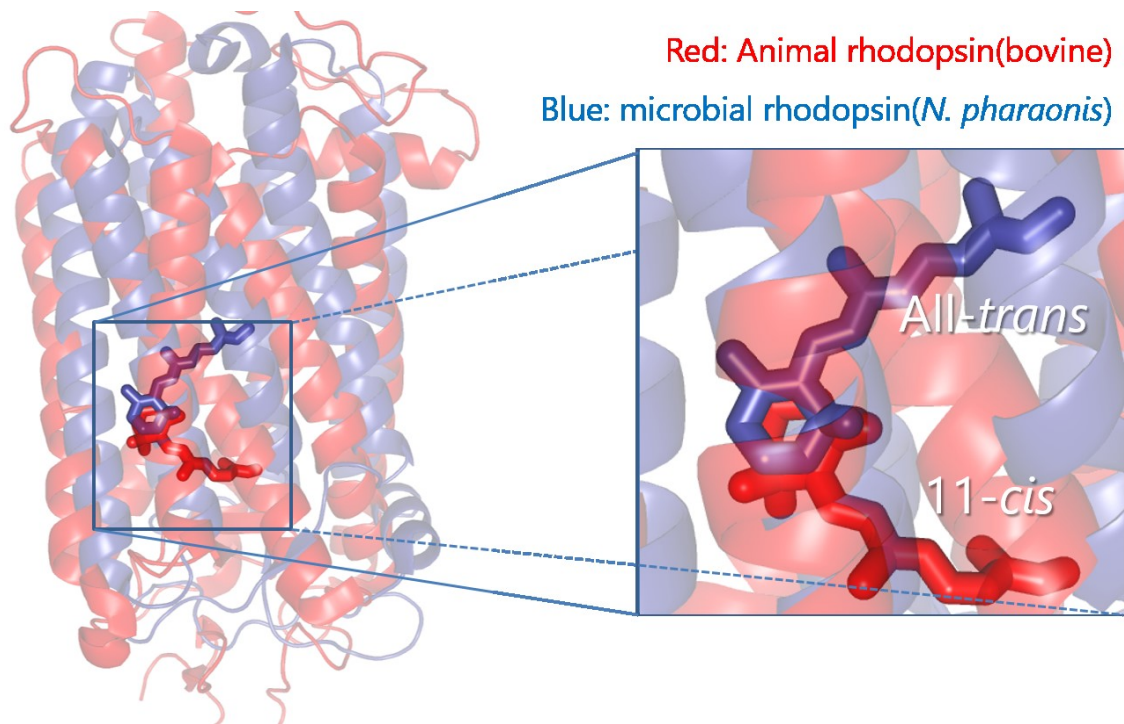 Red: Animal rhodopsin(bovine)
Blue: microbial rhodopsin(N. pharaonis)
All-trans
11-cis